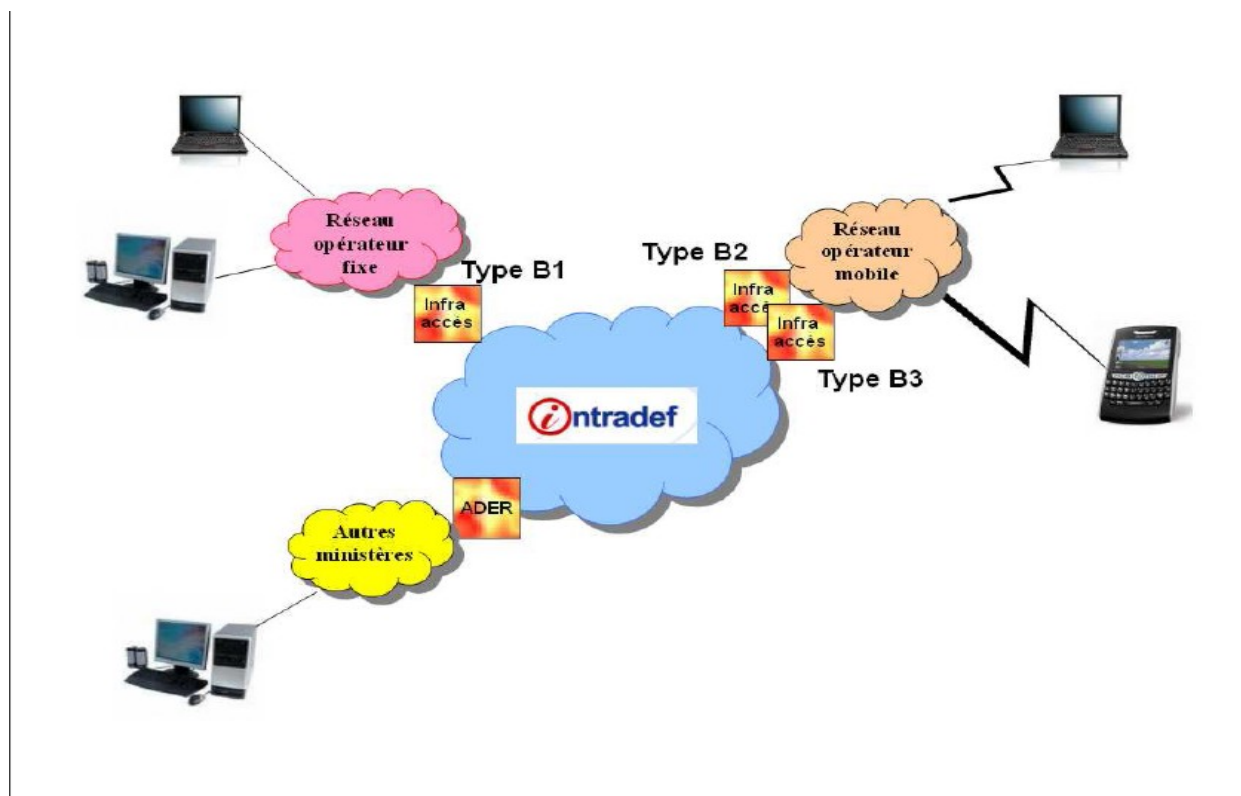 Réseau
opérateur
fixe
Type B1
Infra
accès
Type B2
Infra
accès
Infra
accès
Type B3
Réseau
opérateur
mobile
intradef
ADER
Autres
ministères